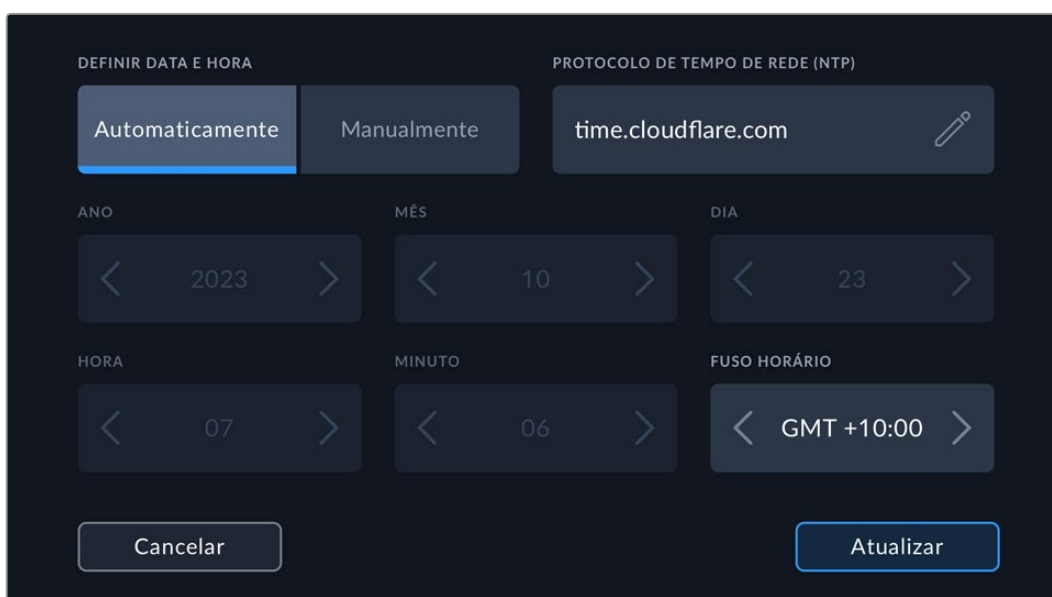 DEFINIR DATA E HORA
PROTOCOLO DE TEMPO DE REDE (NTP)
Automaticamente
Manualmente
time.cloudflare.com
ANO
MÊS
DIA
2023
10
23
HORA
MINUTO
FUSO HORÁRIO
07
06
GMT +10:00
Cancelar
Atualizar